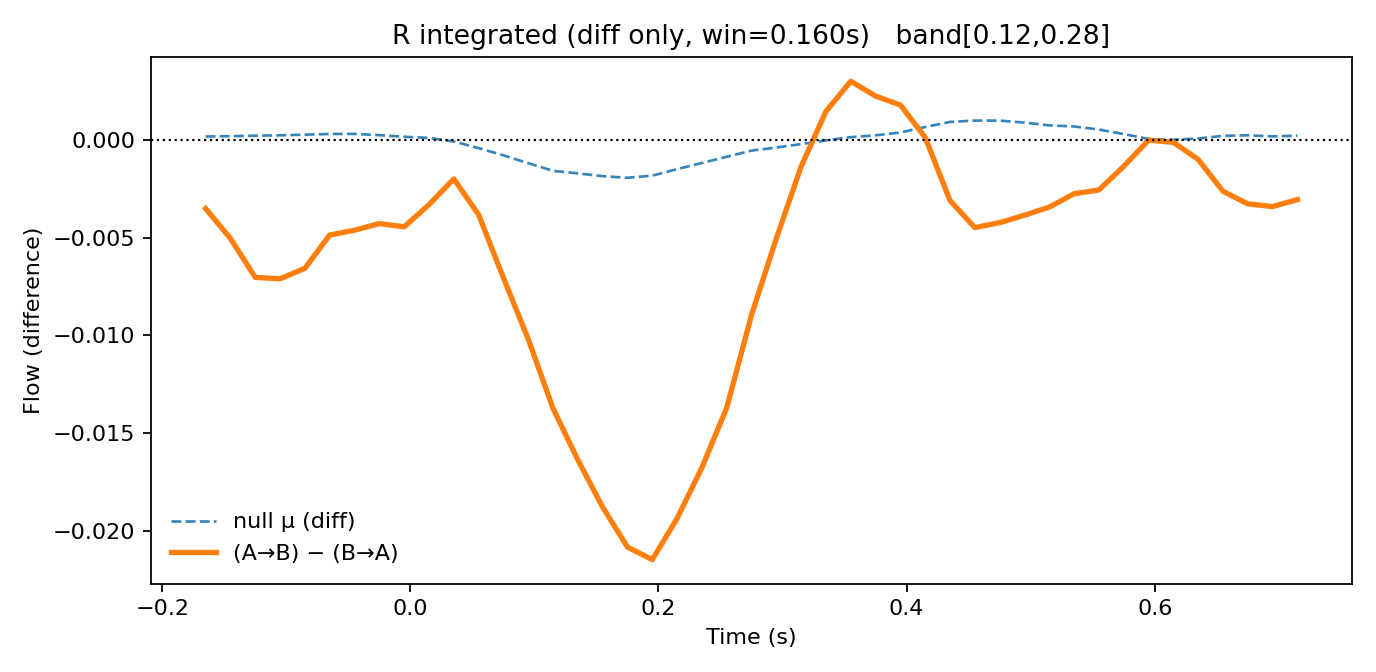 R integrated (diff only, win=0.160s)   band[0.12,0.28]
Flow (difference)
0.000
−0.005
−0.010
−0.015
−0.020
null μ (diff)
(A→B) − (B→A)
−0.2
0.0
0.2
0.4
0.6
Time (s)